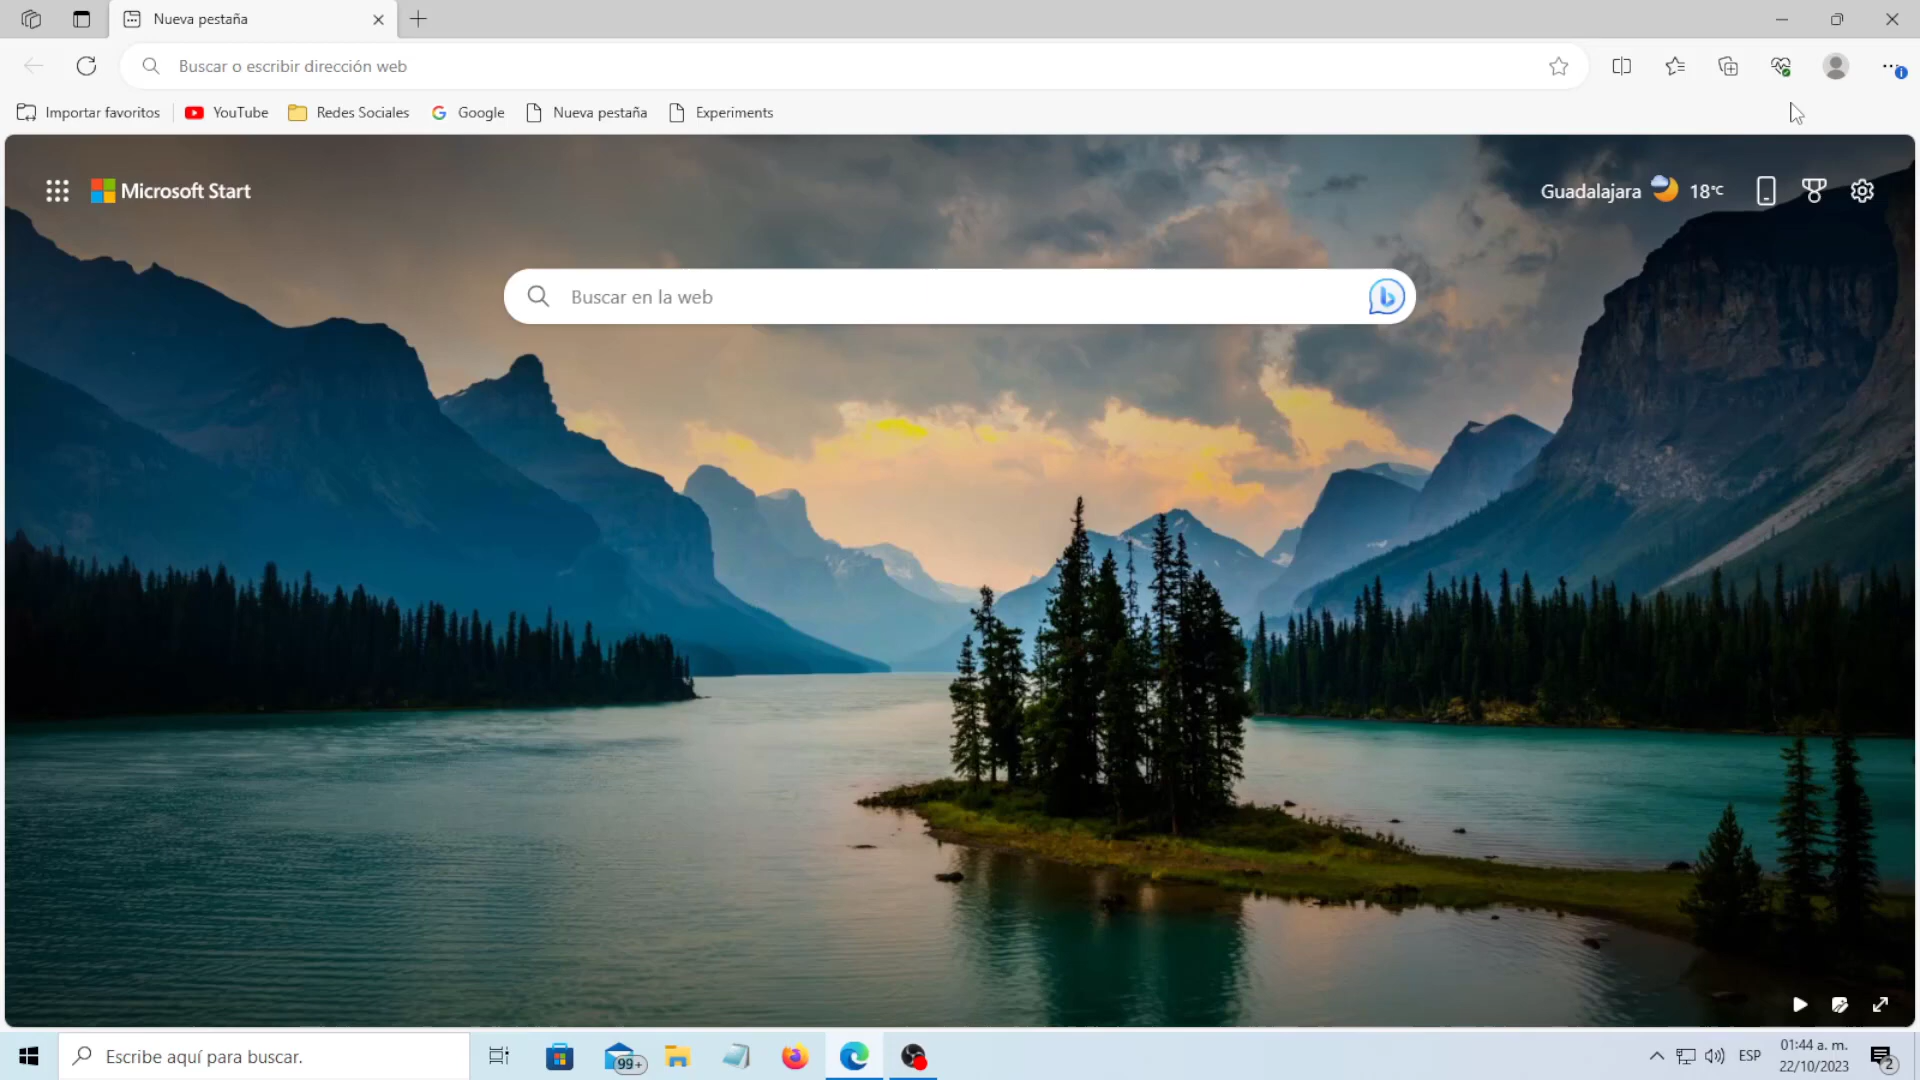 Nueva pestaña
Buscar o escribir dirección web
Importar favoritos
YouTube
Redes Sociales
Google
Nueva pestaña
Experiments
Microsoft Start
Guadalajara
18°C
Buscar en la web
Escribe aquí para buscar.
99+
ESP
01:44 a. m.
22/10/2023
2